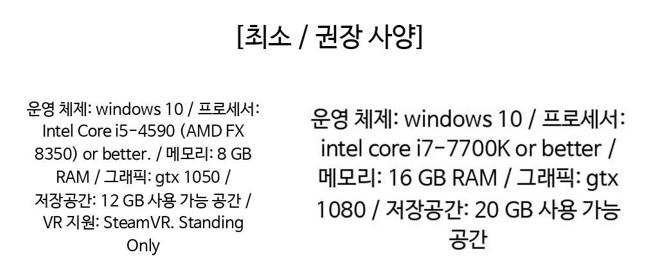 [최소 / 권장 사양]
운영 체제: windows 10 / 프로세서:
Intel Core i5-4590 (AMD FX
8350) or better. / 메모리: 8 GB
RAM / 그래픽: gtx 1050 /
저장공간: 12 GB 사용 가능 공간 /
VR 지원: SteamVR. Standing
Only
운영 체제: windows 10 / 프로세서:
intel core i7-7700K or better /
메모리: 16 GB RAM / 그래픽: gtx
1080 / 저장공간: 20 GB 사용 가능
공간